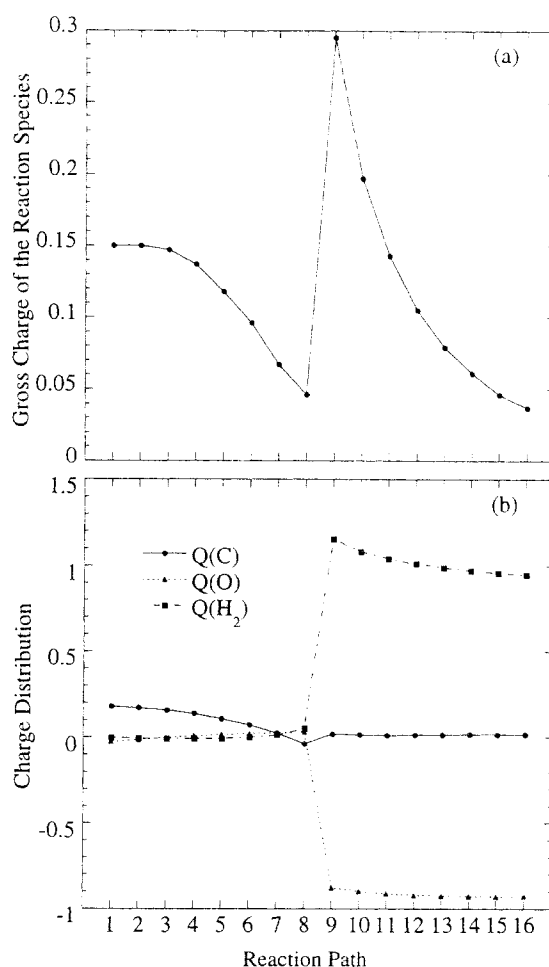 0.3
(a)
0.25
0.2
0.15
0.1
0.05
0
Gross Charge of the Reaction Species
1.5
(b)
Q(C)
Q(O)
Q(H2)
1
0.5
0
-0.5
-1
Charge Distribution
1 2 3 4 5 6 7 8 9 10 11 12 13 14 15 16
Reaction Path